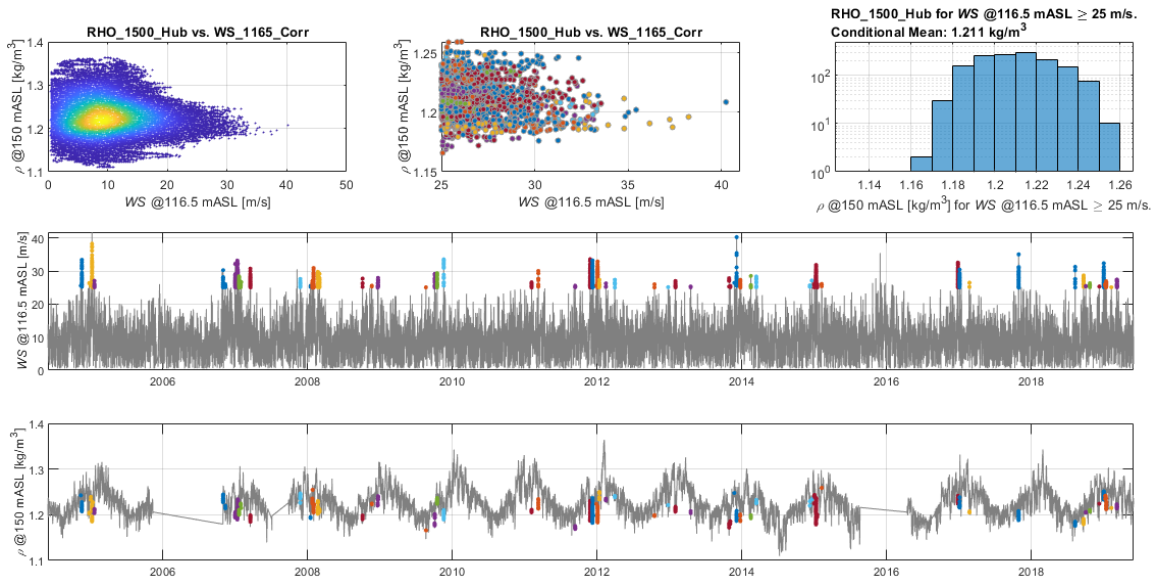 RHO_1500_Hub vs. WS_1165_Corr
1.4
1.3
1.2
1.1
ρ @150 mASL [kg/m³]
0 10 20 30 40 50
WS @116.5 mASL [m/s]
RHO_1500_Hub vs. WS_1165_Corr
1.25
1.2
1.15
ρ @150 mASL [kg/m³]
25 30 35 40
WS @116.5 mASL [m/s]
RHO_1500_Hub for WS @116.5 mASL ≥ 25 m/s.
Conditional Mean: 1.211 kg/m³
10²
10¹
10⁰
1.14 1.16 1.18 1.2 1.22 1.24 1.26
ρ @150 mASL [kg/m³] for WS @116.5 mASL ≥ 25 m/s.
WS @116.5 mASL [m/s]
40
30
20
10
0
2006 2008 2010 2012 2014 2016 2018
ρ @150 mASL [kg/m³]
1.4
1.3
1.2
1.1
2006 2008 2010 2012 2014 2016 2018